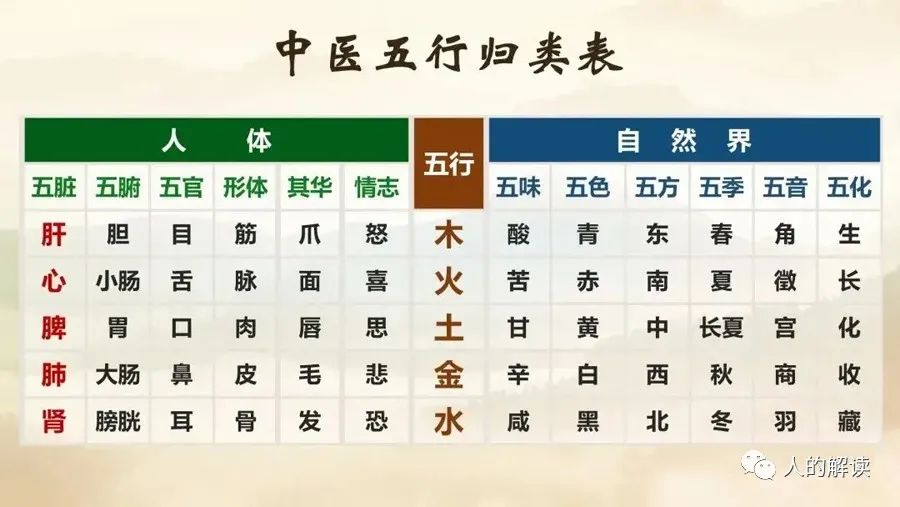 中医五行归类表
人 体 五行 自然界
五脏 五腑 五官 形体 其华 情志 五味 五色 五方 五季 五音 五化
肝 胆 目 筋 爪 怒 木 酸 青 东 春 角 生
心 小肠 舌 脉 面 喜 火 苦 赤 南 夏 徵 长
脾 胃 口 肉 唇 思 土 甘 黄 中 长夏 宫 化
肺 大肠 鼻 皮 毛 悲 金 辛 白 西 秋 商 收
肾 膀胱 耳 骨 发 恐 水 咸 黑 北 冬 羽 藏
人的解读